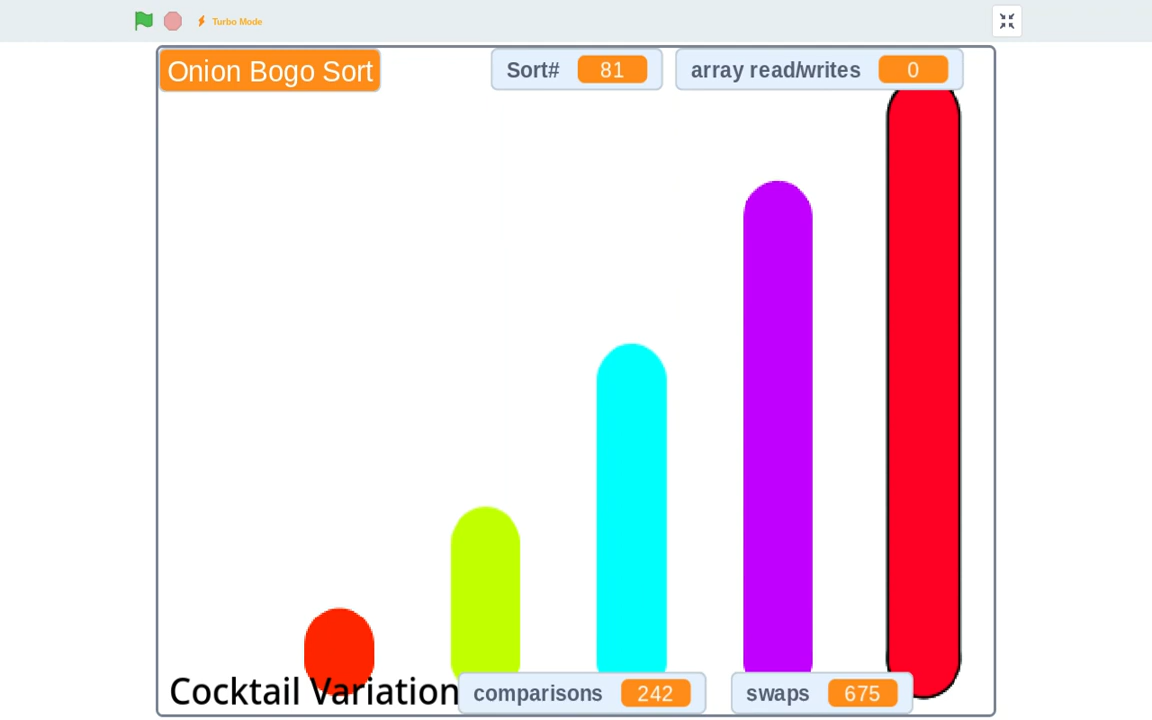 Turbo Mode
Onion Bogo Sort
Sort# 81
array read/writes 0
Cocktail Variation
comparisons 242
swaps 675